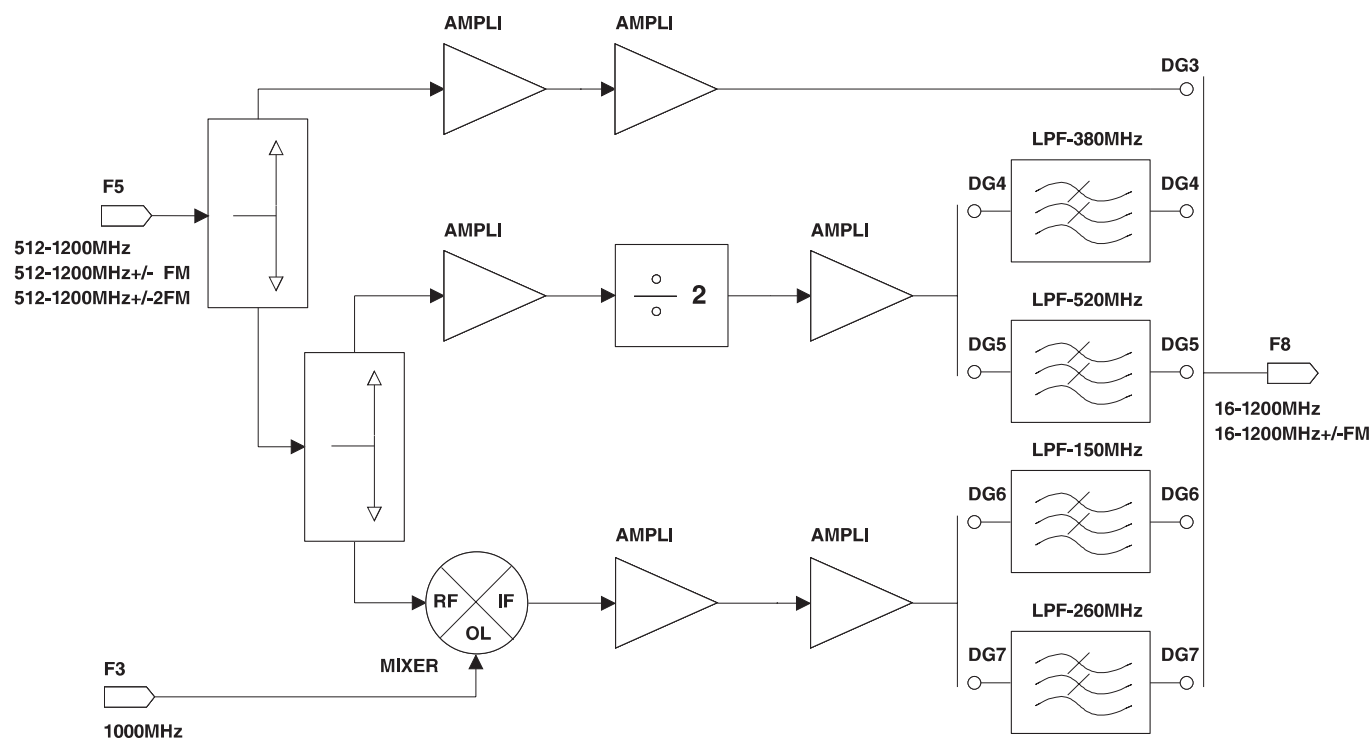 AMPLI
AMPLI
DG3
LPF-380MHz
F5
DG4
DG4
512-1200MHz
512-1200MHz+/- FM
512-1200MHz+/-2FM
AMPLI
÷ 2
AMPLI
LPF-520MHz
DG5
DG5
F8
16-1200MHz
16-1200MHz+/-FM
LPF-150MHz
DG6
DG6
AMPLI
AMPLI
RF
IF
OL
LPF-260MHz
MIXER
DG7
DG7
F3
1000MHz